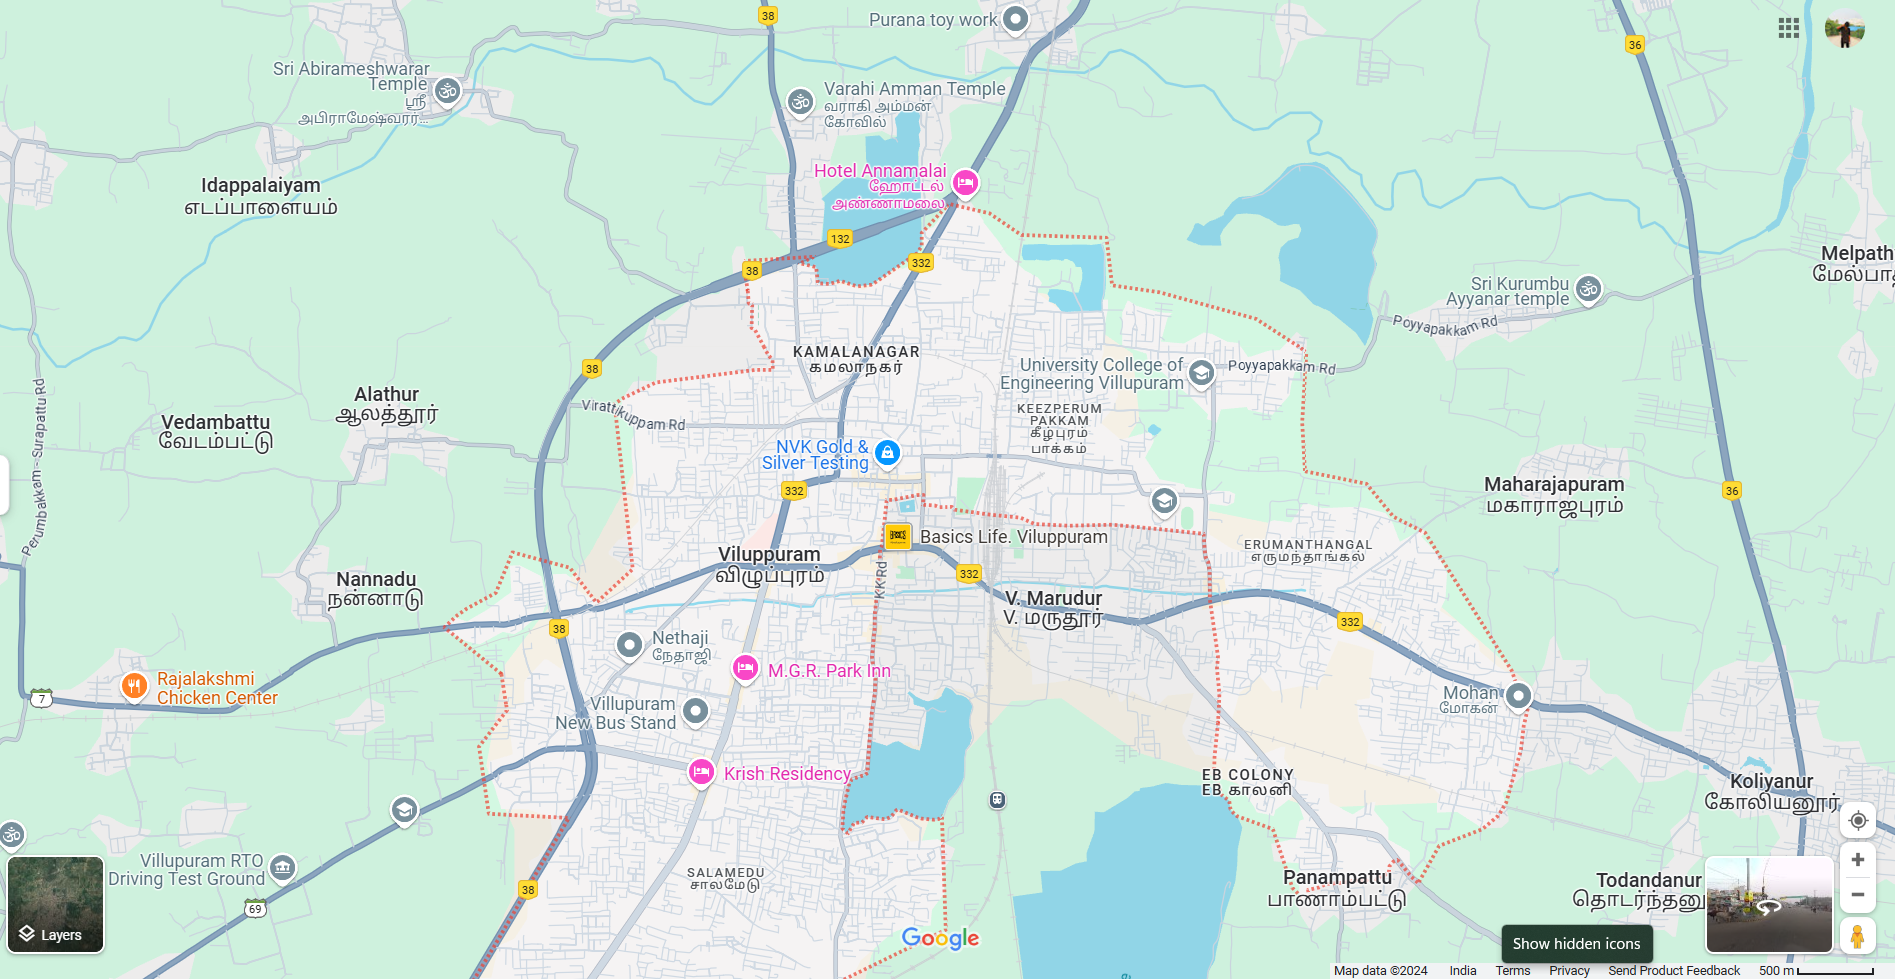 38
Purana toy work
36
Sri Abirameshwarar
Temple
ஸ்ரீ
அபிராமேஷ்வரர்...
Varahi Amman Temple
வராகி அம்மன்
கோவில்
Hotel Annamalai
ஹோட்டல்
அண்ணாமலை
Idappalaiyam
எடப்பாளையம்
132
332
38
Melpath
மேல்பாத
Sri Kurumbu
Ayyanar temple
Poyyapakkam Rd
KAMALANAGAR
கமலாநகர்
38
University College of
Engineering Villupuram
Poyyapakkam Rd
Alathur
ஆலத்தூர்
Virattikuppam Rd
KEEZPERUM
PAKKAM
கீழ்புரம்
பாக்கம்
Vedambattu
வேடம்பட்டு
Perumbakkam - Surapattu Rd
NVK Gold &
Silver Testing
332
Maharajapuram
மகாராஜபுரம்
36
Basics Life. Viluppuram
Viluppuram
விழுப்புரம்
ERUMANTHANGAL
எருமந்தாங்கல்
Nannadu
நன்னாடு
K K Rd
332
V. Marudur
V. மருதூர்
332
38
Nethaji
நேதாஜி
M.G.R. Park Inn
Rajalakshmi
Chicken Center
7
Villupuram
New Bus Stand
Mohan
மோகன்
Krish Residency
EB COLONY
EB காலனி
Koliyanur
கோலியனூர்
Villupuram RTO
Driving Test Ground
SALAMEDU
சாலமேடு
38
69
Panampattu
பாணாம்பட்டு
Todandanur
தொடர்ந்தனு
Layers
Google
Show hidden icons
Map data ©2024 India Terms Privacy Send Product Feedback 500 m